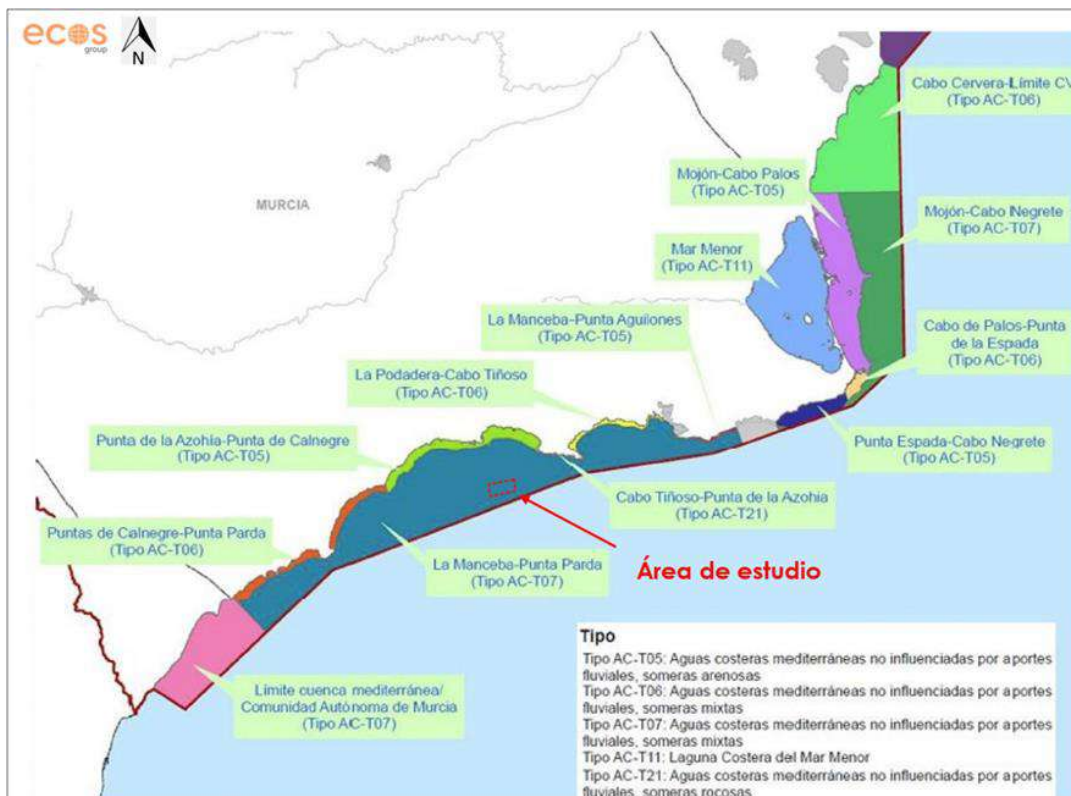 ecos
group
N
Cabo Cervera-Límite CV
(Tipo AC-T06)
Mojón-Cabo Palos
(Tipo AC-T05)
MURCIA
Mojón-Cabo Negrete
(Tipo AC-T07)
Mar Menor
(Tipo AC-T11)
La Manceba-Punta Aguilones
(Tipo AC-T05)
Cabo de Palos-Punta
de la Espada
(Tipo AC-T06)
La Podadera-Cabo Tiñoso
(Tipo AC-T06)
Punta de la Azohia-Punta de Calnegre
(Tipo AC-T05)
Punta Espada-Cabo Negrete
(Tipo AC-T05)
Cabo Tiñoso-Punta de la Azohia
(Tipo AC-T21)
Puntas de Calnegre-Punta Parda
(Tipo AC-T06)
La Manceba-Punta Parda
(Tipo AC-T07)
Área de estudio
Límite cuenca mediterránea/
Comunidad Autónoma de Murcia
(Tipo AC-T07)
Tipo
Tipo AC-T05: Aguas costeras mediterráneas no influenciadas por aportes
fluviales, someras arenosas
Tipo AC-T06: Aguas costeras mediterráneas no influenciadas por aportes
fluviales, someras mixtas
Tipo AC-T07: Aguas costeras mediterráneas no influenciadas por aportes
fluviales, someras mixtas
Tipo AC-T11: Laguna Costera del Mar Menor
Tipo AC-T21: Aguas costeras mediterráneas no influenciadas por aportes
fluviales, someras rocosas